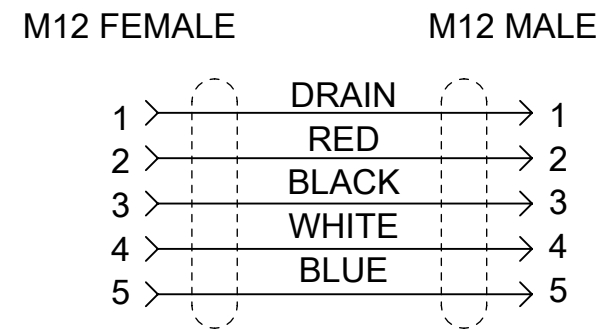 M12 FEMALE M12 MALE
1 DRAIN 1
2 RED 2
3 BLACK 3
4 WHITE 4
5 BLUE 5